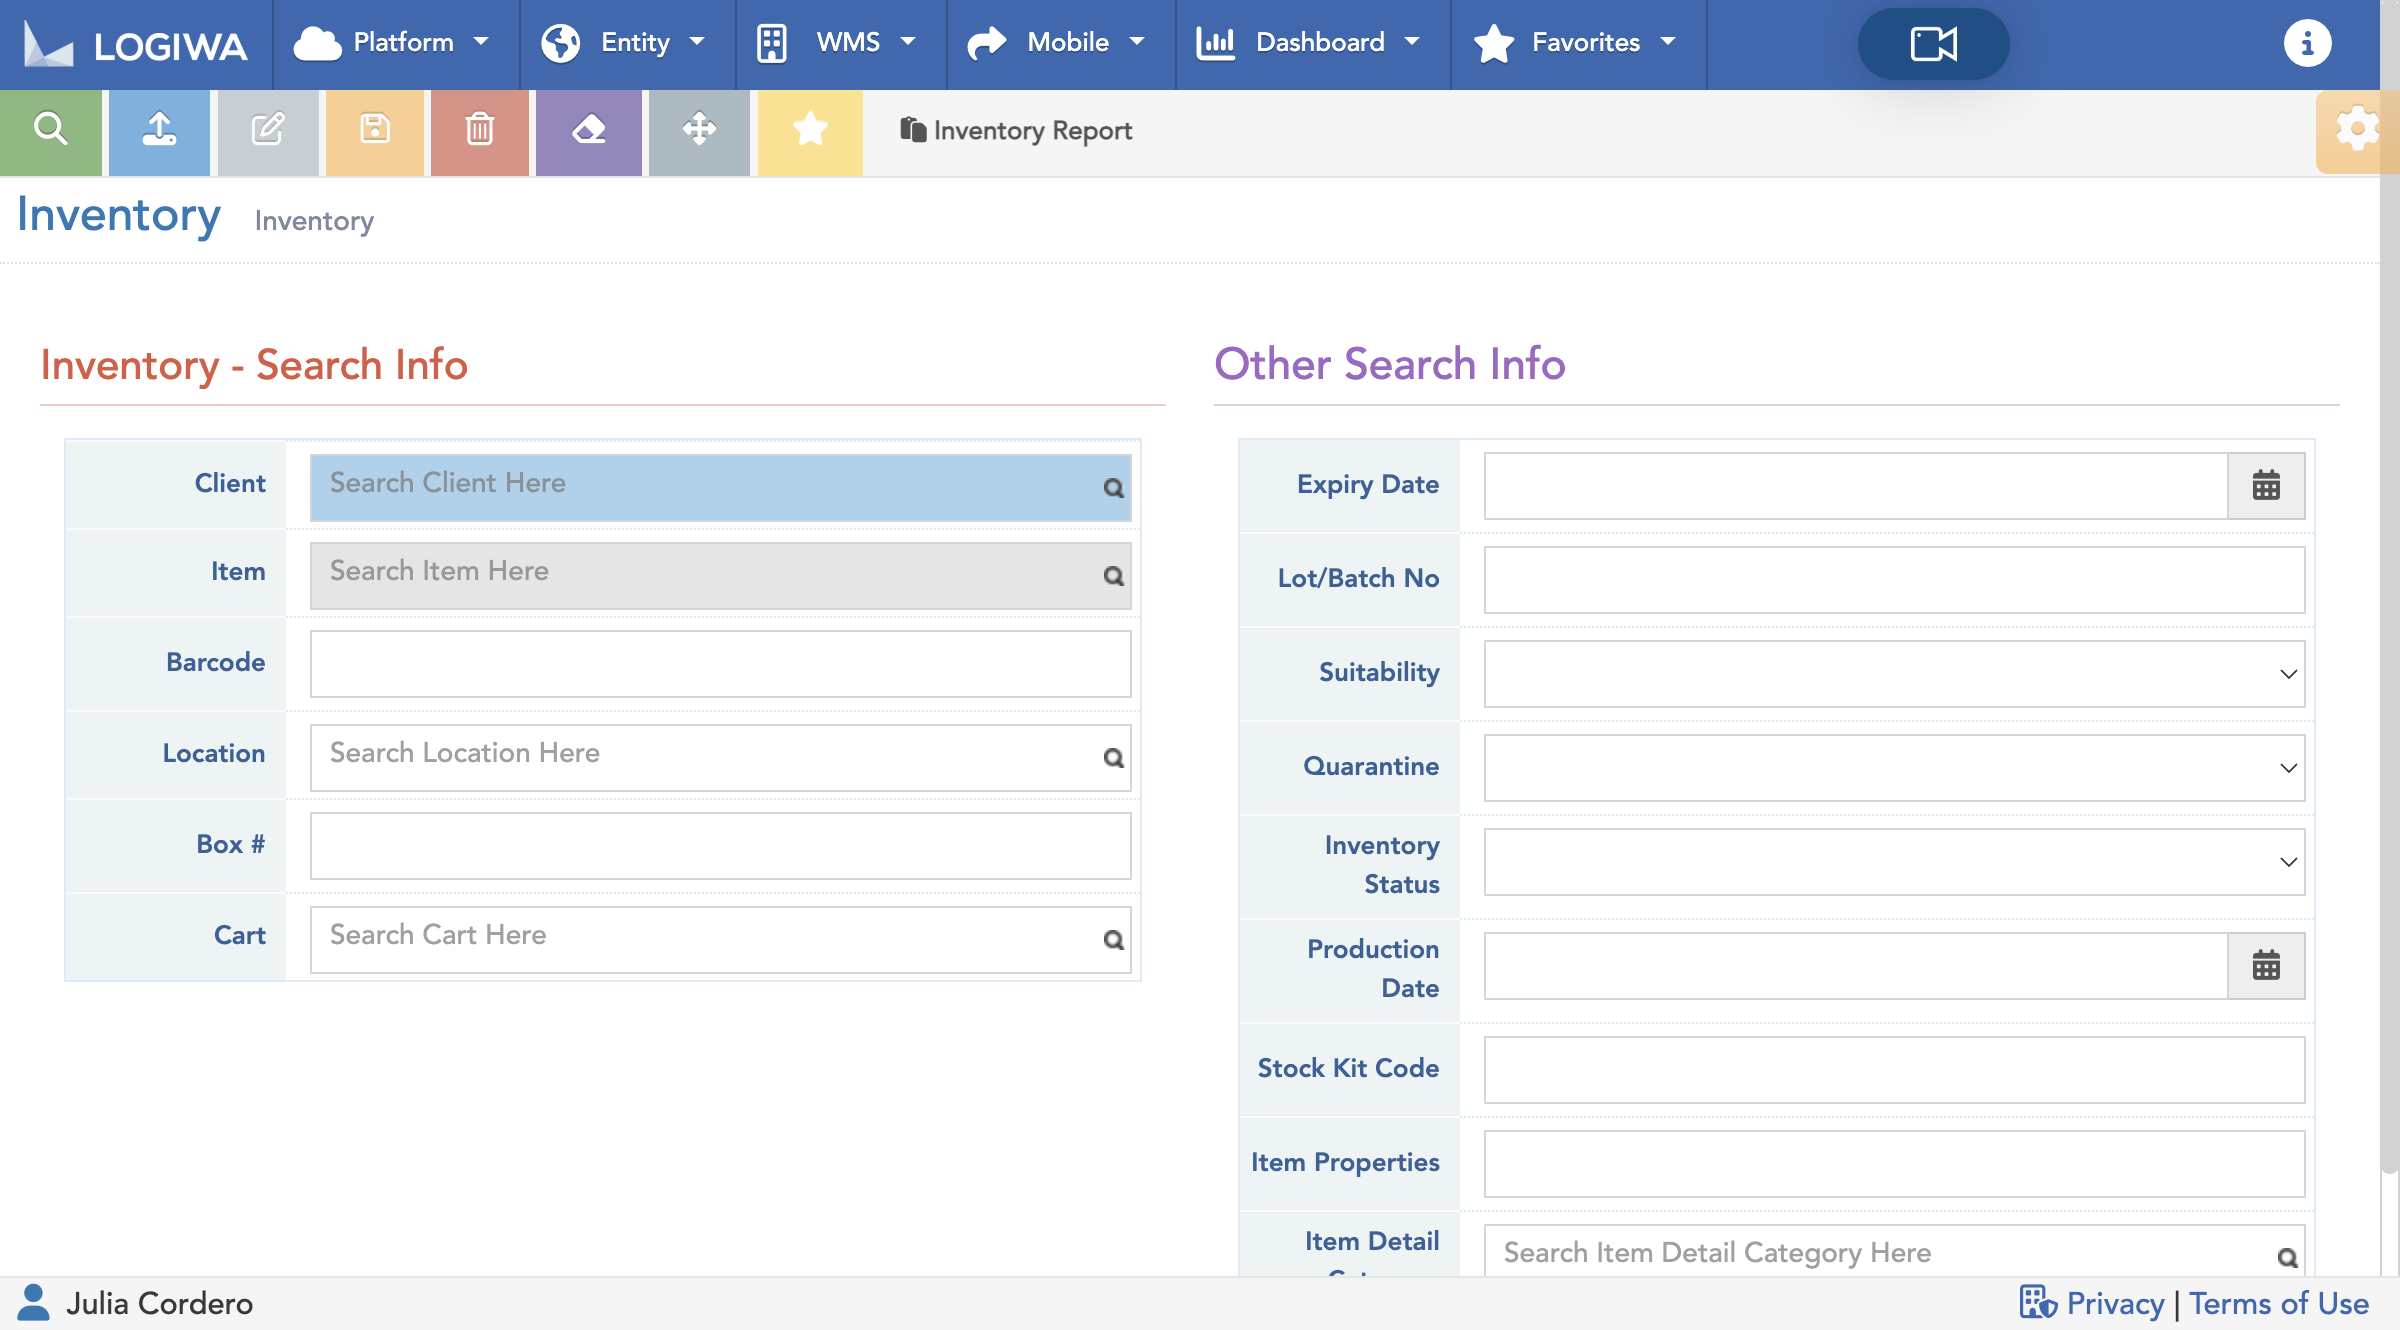 LOGIWA Platform Entity WMS Mobile Dashboard Favorites
Inventory Report
Inventory Inventory
Inventory - Search Info
Client Search Client Here
Item Search Item Here
Barcode
Location Search Location Here
Box #
Cart Search Cart Here
Other Search Info
Expiry Date
Lot/Batch No
Suitability
Quarantine
Inventory
Status
Production
Date
Stock Kit Code
Item Properties
Item Detail Search Item Detail Category Here
Julia Cordero
Privacy | Terms of Use